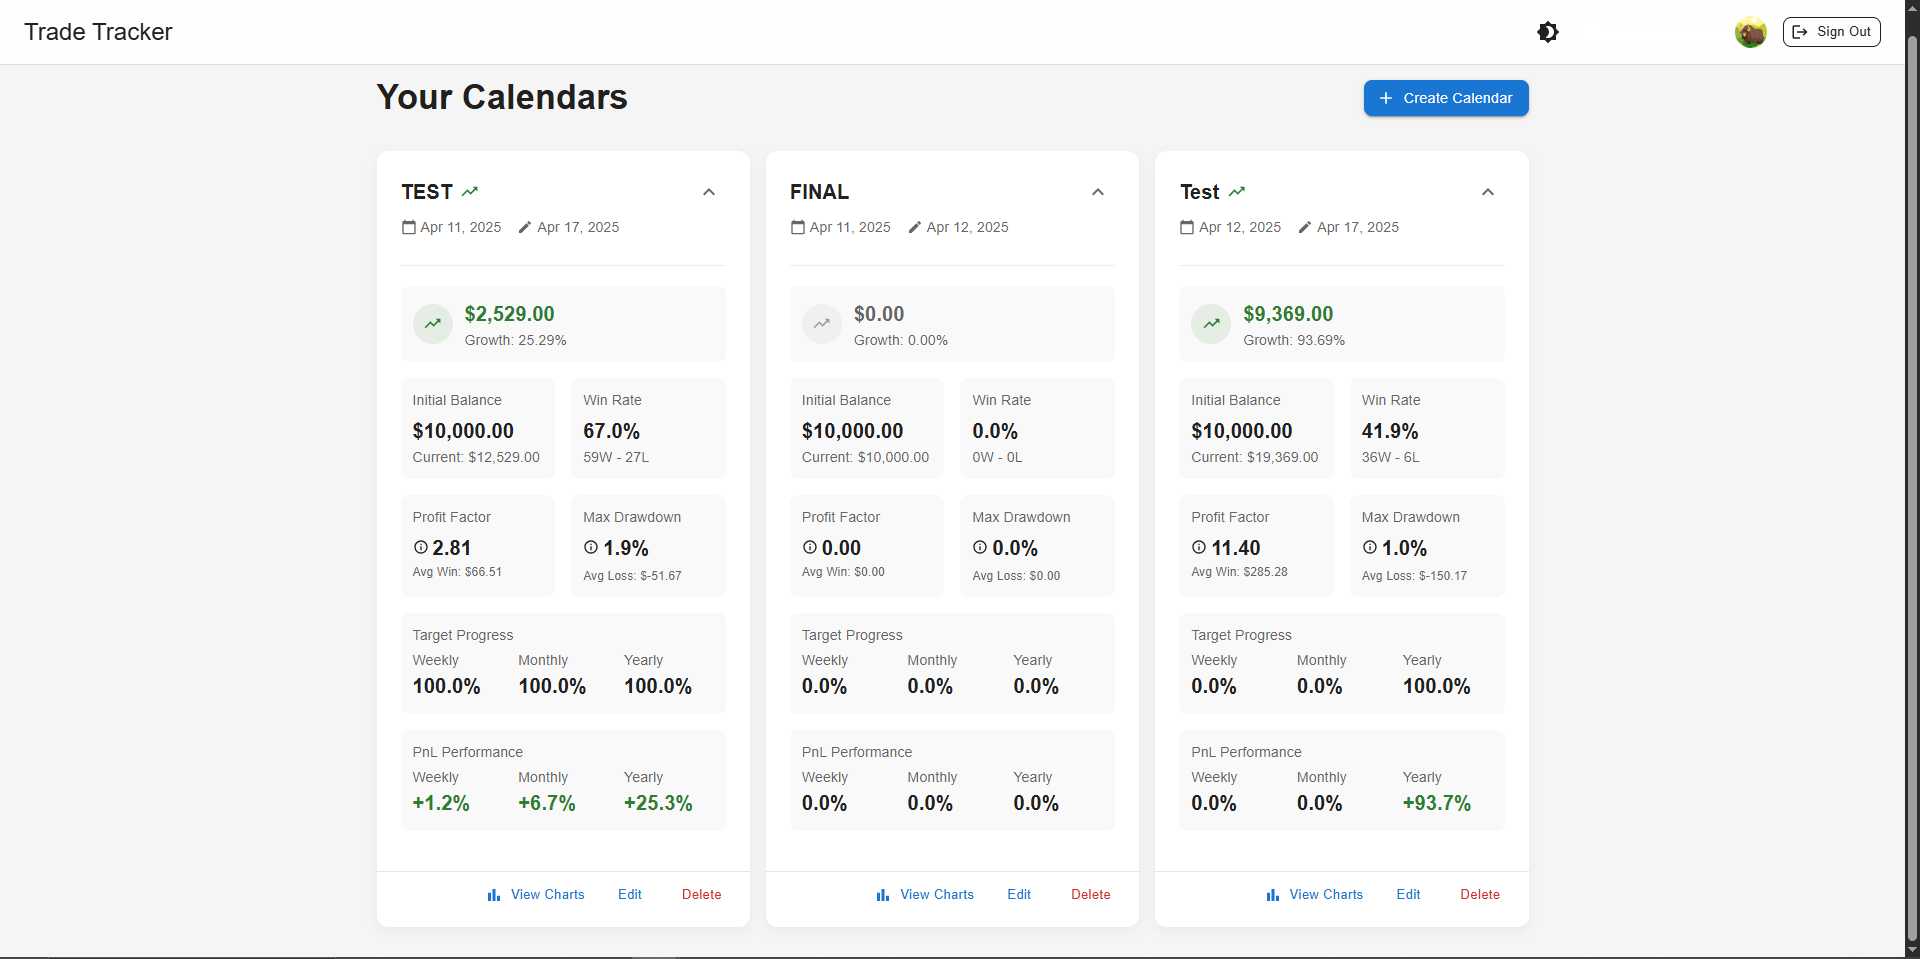 Trade Tracker
Sign Out
Your Calendars
Create Calendar
TEST
Apr 11, 2025 Apr 17, 2025
$2,529.00
Growth: 25.29%
Initial Balance
$10,000.00
Current: $12,529.00
Win Rate
67.0%
59W - 27L
Profit Factor
2.81
Avg Win: $66.51
Max Drawdown
1.9%
Avg Loss: $-51.67
Target Progress
Weekly Monthly Yearly
100.0% 100.0% 100.0%
PnL Performance
Weekly Monthly Yearly
+1.2% +6.7% +25.3%
View Charts Edit Delete
FINAL
Apr 11, 2025 Apr 12, 2025
$0.00
Growth: 0.00%
Initial Balance
$10,000.00
Current: $10,000.00
Win Rate
0.0%
0W - 0L
Profit Factor
0.00
Avg Win: $0.00
Max Drawdown
0.0%
Avg Loss: $0.00
Target Progress
Weekly Monthly Yearly
0.0% 0.0% 0.0%
PnL Performance
Weekly Monthly Yearly
0.0% 0.0% 0.0%
View Charts Edit Delete
Test
Apr 12, 2025 Apr 17, 2025
$9,369.00
Growth: 93.69%
Initial Balance
$10,000.00
Current: $19,369.00
Win Rate
41.9%
36W - 6L
Profit Factor
11.40
Avg Win: $285.28
Max Drawdown
1.0%
Avg Loss: $-150.17
Target Progress
Weekly Monthly Yearly
0.0% 0.0% 100.0%
PnL Performance
Weekly Monthly Yearly
0.0% 0.0% +93.7%
View Charts Edit Delete